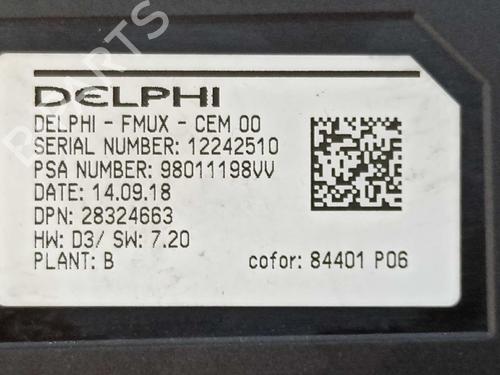 DELPHI
DELPHI - FMUX - CEM 00
SERIAL NUMBER: 12242510
PSA NUMBER: 98011198VV
DATE: 14.09.18
DPN: 28324663
HW: D3/ SW: 7.20
PLANT: B cofor: 84401 P06